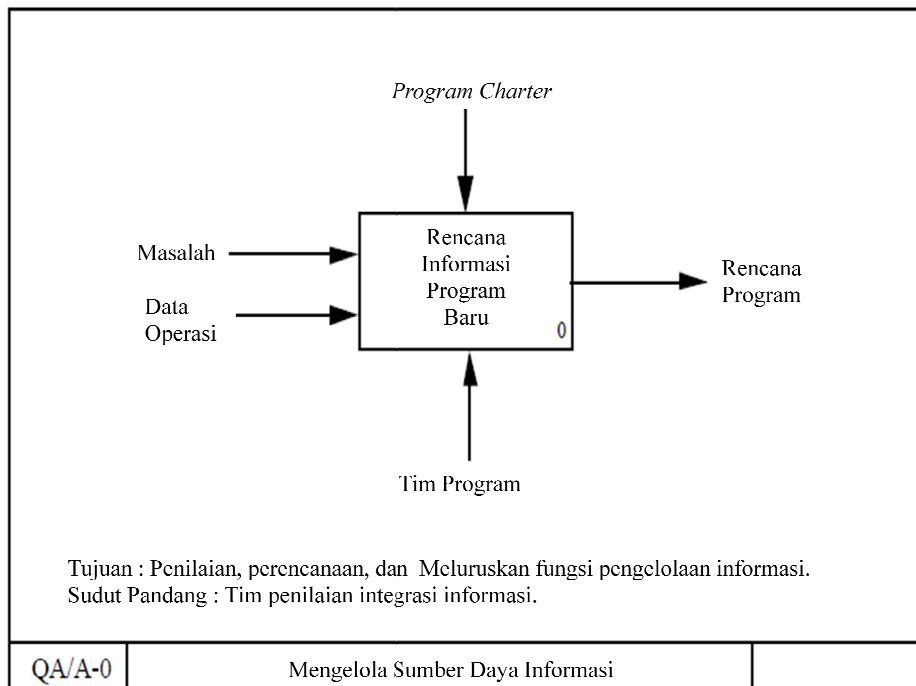 Program Charter
Masalah
Data
Operasi
Rencana
Informasi
Program
Baru
0
Rencana
Program
Tim Program
Tujuan : Penilaian, perencanaan, dan Meluruskan fungsi pengelolaan informasi.
Sudut Pandang : Tim penilaian integrasi informasi.
QA/A-0
Mengelola Sumber Daya Informasi